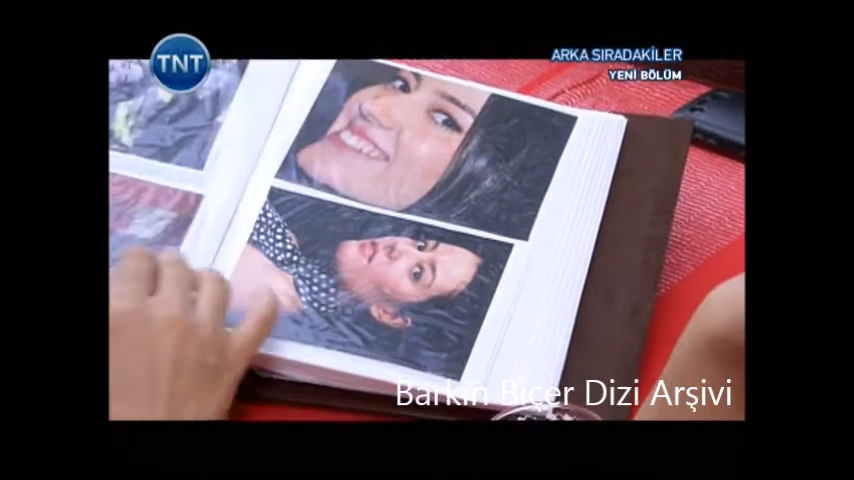 TNT
ARKA SIRADAKİLER
YENİ BÖLÜM
Barkın Biçer Dizi Arşivi